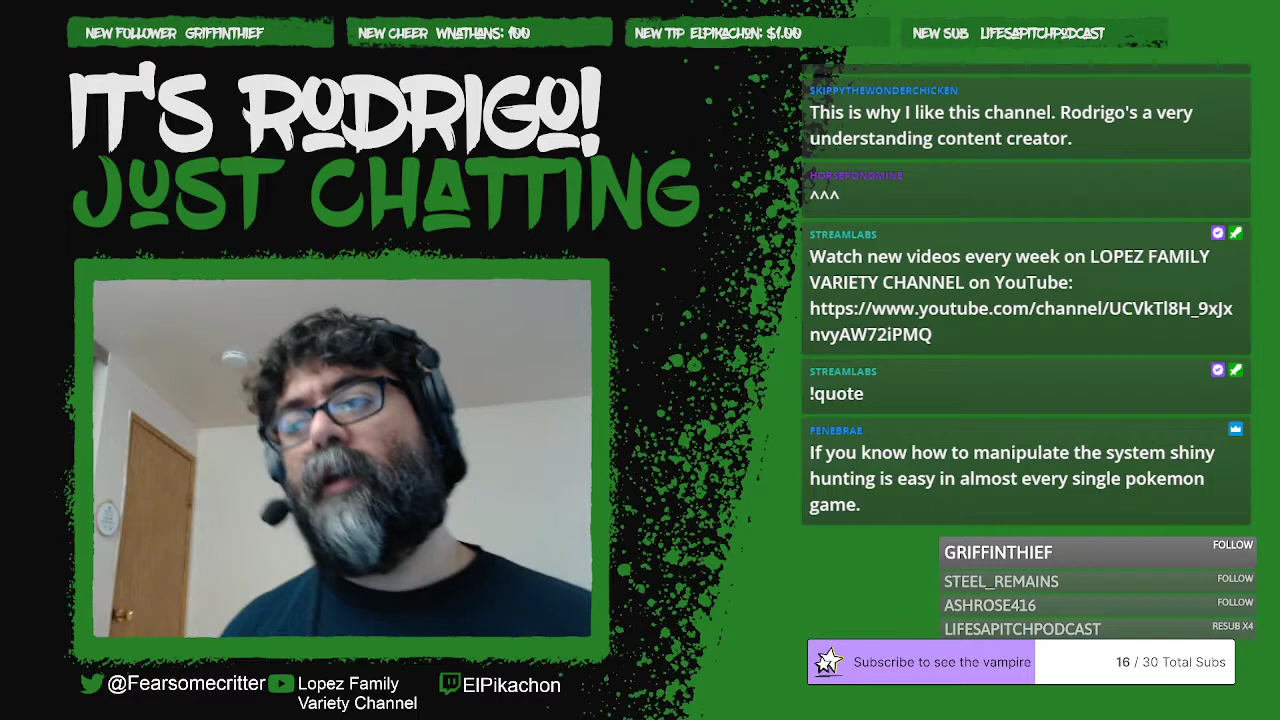 NEW FOLLOWER GRIFFINTHIEF
NEW CHEER WNATHANS: 100
NEW TIP ELPIKACHON: $1.00
NEW SUB LIFESAPITCHPODCAST
IT'S RODRIGO!
JUST CHATTING
SKIPPYTHEWONDERCHICKEN
This is why I like this channel. Rodrigo's a very
understanding content creator.
HORSEPONDMINE
^^^
STREAMLABS
Watch new videos every week on LOPEZ FAMILY
VARIETY CHANNEL on YouTube:
https://www.youtube.com/channel/UCVkTl8H_9xJx
nvyAW72iPMQ
STREAMLABS
!quote
FENEBRAE
If you know how to manipulate the system shiny
hunting is easy in almost every single pokemon
game.
GRIFFINTHIEF FOLLOW
STEEL_REMAINS FOLLOW
ASHROSE416 FOLLOW
LIFESAPITCHPODCAST RESUB X4
Subscribe to see the vampire 16 / 30 Total Subs
@Fearsomecritter
Lopez Family
Variety Channel
ElPikachon